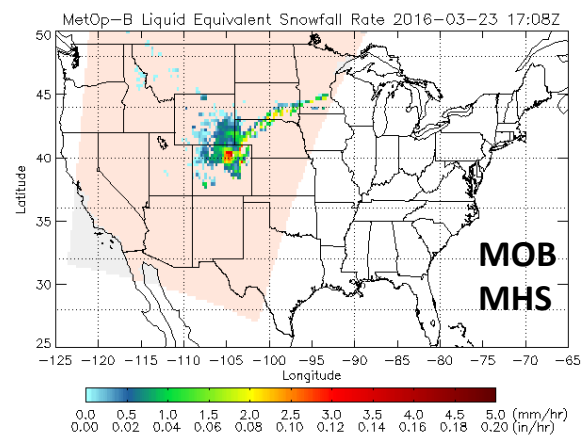 MetOp-B Liquid Equivalent Snowfall Rate 2016-03-23 17:08Z
50
45
40
35
30
25
Latitude
MOB
MHS
-125 -120 -115 -110 -105 -100 -95 -90 -85 -80 -75 -70 -65
Longitude
0.0 0.5 1.0 1.5 2.0 2.5 3.0 3.5 4.0 4.5 5.0 (mm/hr)
0.00 0.02 0.04 0.06 0.08 0.10 0.12 0.14 0.16 0.18 0.20 (in/hr)